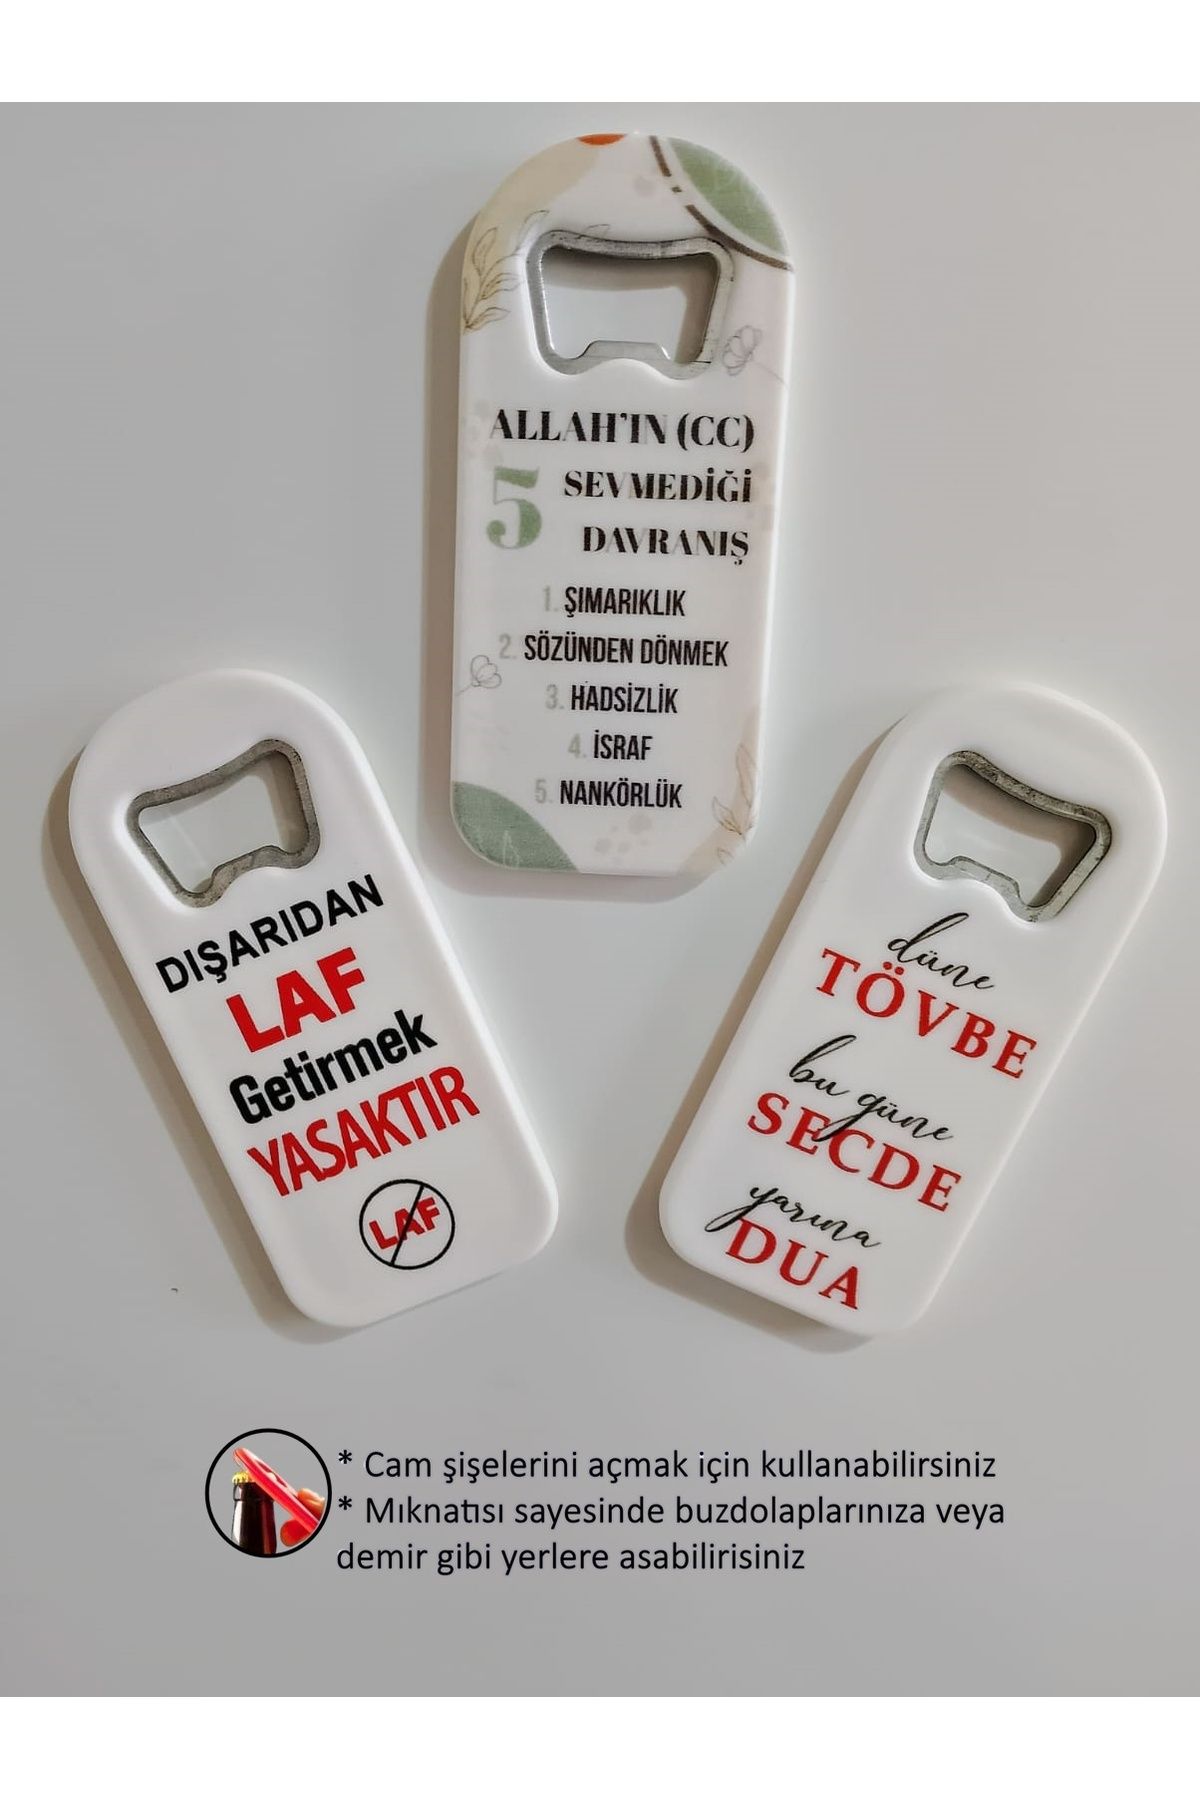 ALLAH'IN (CC)
5 SEVMEDİĞİ
DAVRANIŞ
1. ŞIMARIKLIK
2. SÖZÜNDEN DÖNMEK
3. HADSİZLİK
4. İSRAF
5. NANKÖRLÜK
DIŞARIDAN
LAF
Getirmek
YASAKTIR
LAF
düne
TÖVBE
bu güne
SECDE
yarına
DUA
* Cam şişelerini açmak için kullanabilirsiniz
* Mıknatısı sayesinde buzdolaplarınıza veya
demir gibi yerlere asabilirisiniz